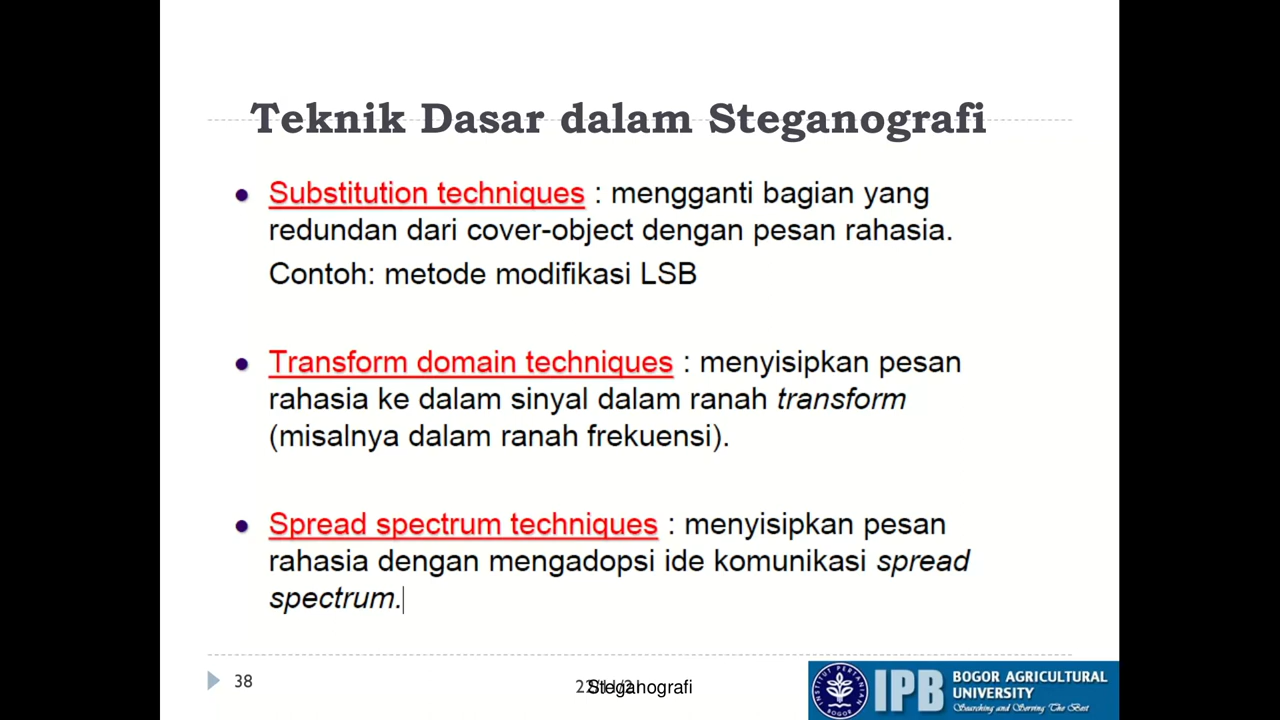 Teknik Dasar dalam Steganografi
Substitution techniques : mengganti bagian yang
redundan dari cover-object dengan pesan rahasia.
Contoh: metode modifikasi LSB
Transform domain techniques : menyisipkan pesan
rahasia ke dalam sinyal dalam ranah transform
(misalnya dalam ranah frekuensi).
Spread spectrum techniques : menyisipkan pesan
rahasia dengan mengadopsi ide komunikasi spread
spectrum.
38
Steganografi
INSTITUT PERTANIAN
BOGOR
IPB
BOGOR AGRICULTURAL
UNIVERSITY
Searching and Serving The Best